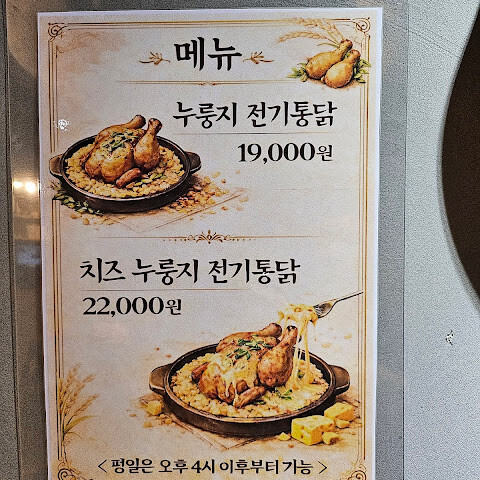 메뉴
누룽지 전기통닭
19,000원
치즈 누룽지 전기통닭
22,000원
< 평일은 오후 4시 이후부터 가능 >